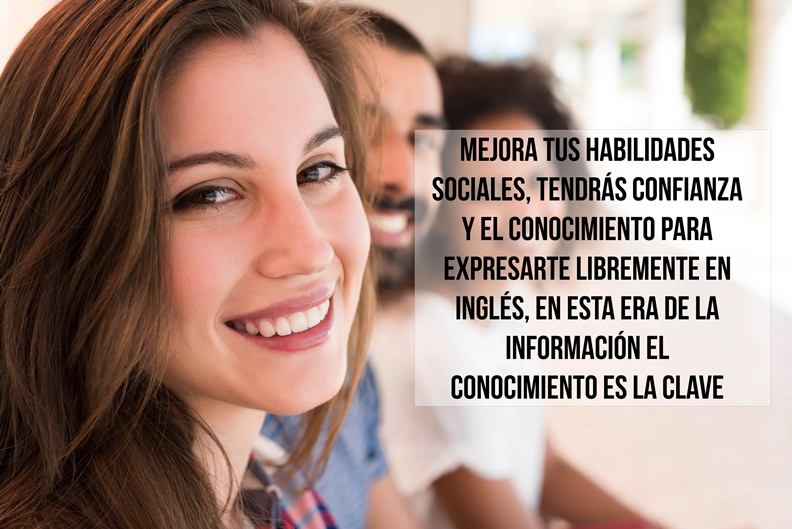 MEJORA TUS HABILIDADES
SOCIALES, TENDRÁS CONFIANZA
Y EL CONOCIMIENTO PARA
EXPRESARTE LIBREMENTE EN
INGLÉS, EN ESTA ERA DE LA
INFORMACIÓN EL
CONOCIMIENTO ES LA CLAVE